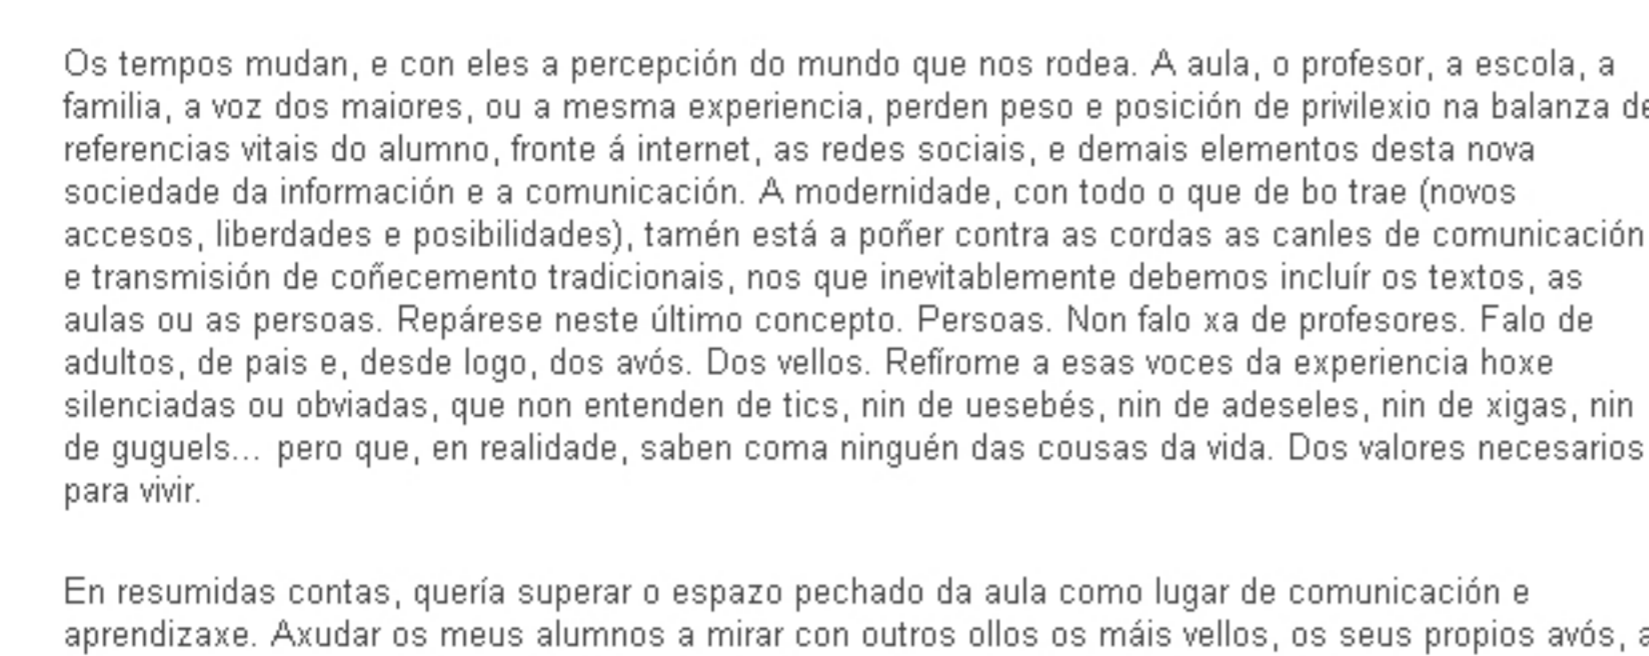 Os tempos mudan, e con eles a percepción do mundo que nos rodea. A aula, o profesor, a escola, a
familia, a voz dos maiores, ou a mesma experiencia, perden peso e posición de privilexio na balanza de
referencias vitais do alumno, fronte á internet, as redes sociais, e demais elementos desta nova
sociedade da información e a comunicación. A modernidade, con todo o que de bo trae (novos
accesos, liberdades e posibilidades), tamén está a poñer contra as cordas as canles de comunicación
e transmisión de coñecemento tradicionais, nos que inevitablemente debemos incluír os textos, as
aulas ou as persoas. Repárese neste último concepto. Persoas. Non falo xa de profesores. Falo de
adultos, de pais e, desde logo, dos avós. Dos vellos. Refírome a esas voces da experiencia hoxe
silenciadas ou obviadas, que non entenden de tics, nin de uesebés, nin de adeseles, nin de xigas, nin
de guguels... pero que, en realidade, saben coma ninguén das cousas da vida. Dos valores necesarios
para vivir.
En resumidas contas, quería superar o espazo pechado da aula como lugar de comunicación e
aprendizaxe. Axudar os meus alumnos a mirar con outros ollos os máis vellos, os seus propios avós, a